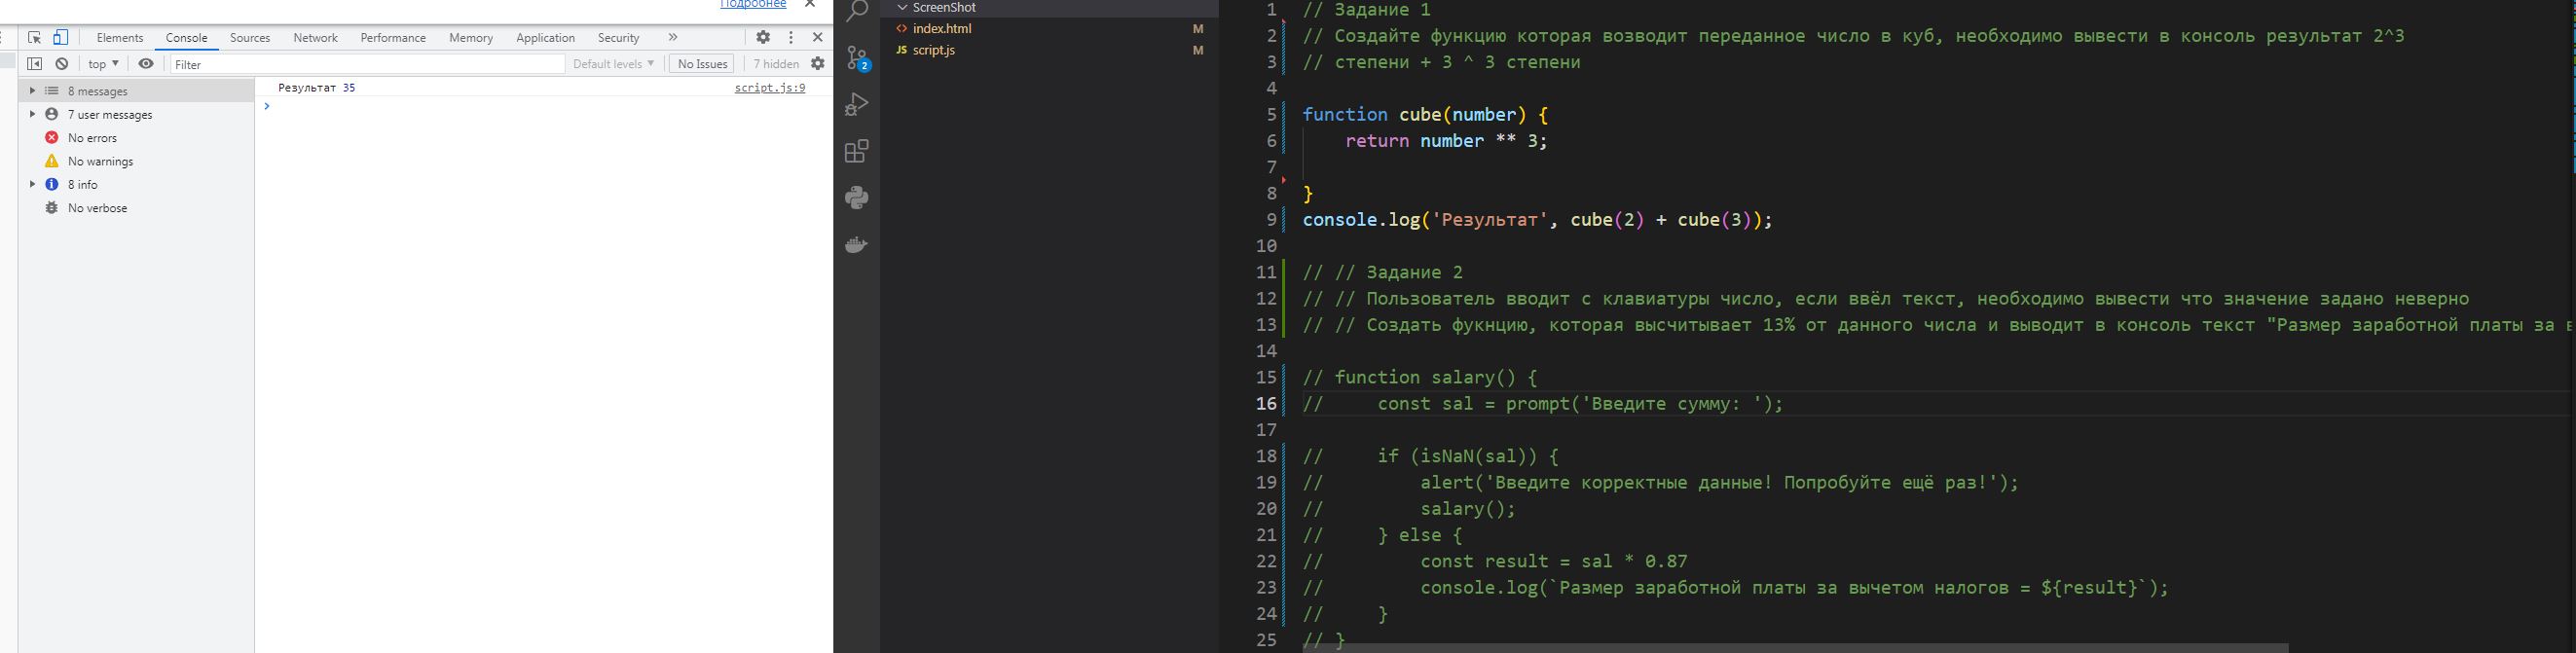 Подробнее
Elements Console Sources Network Performance Memory Application Security
top Filter Default levels No Issues 7 hidden
8 messages
7 user messages
No errors
No warnings
8 info
No verbose
Результат 35 script.js:9
ScreenShot
index.html M
script.js M
JS
2
1 // Задание 1
2 // Создайте функцию которая возводит переданное число в куб, необходимо вывести в консоль результат 2^3
3 // степени + 3 ^ 3 степени
4
5 function cube(number) {
6     return number ** 3;
7
8 }
9 console.log('Результат', cube(2) + cube(3));
10
11 // // Задание 2
12 // // Пользователь вводит с клавиатуры число, если ввёл текст, необходимо вывести что значение задано неверно
13 // // Создать фукнцию, которая высчитывает 13% от данного числа и выводит в консоль текст "Размер заработной платы за
14
15 // function salary() {
16 //     const sal = prompt('Введите сумму: ');
17
18 //     if (isNaN(sal)) {
19 //         alert('Введите корректные данные! Попробуйте ещё раз!');
20 //         salary();
21 //     } else {
22 //         const result = sal * 0.87
23 //         console.log(`Размер заработной платы за вычетом налогов = ${result}`);
24 //     }
25 // }